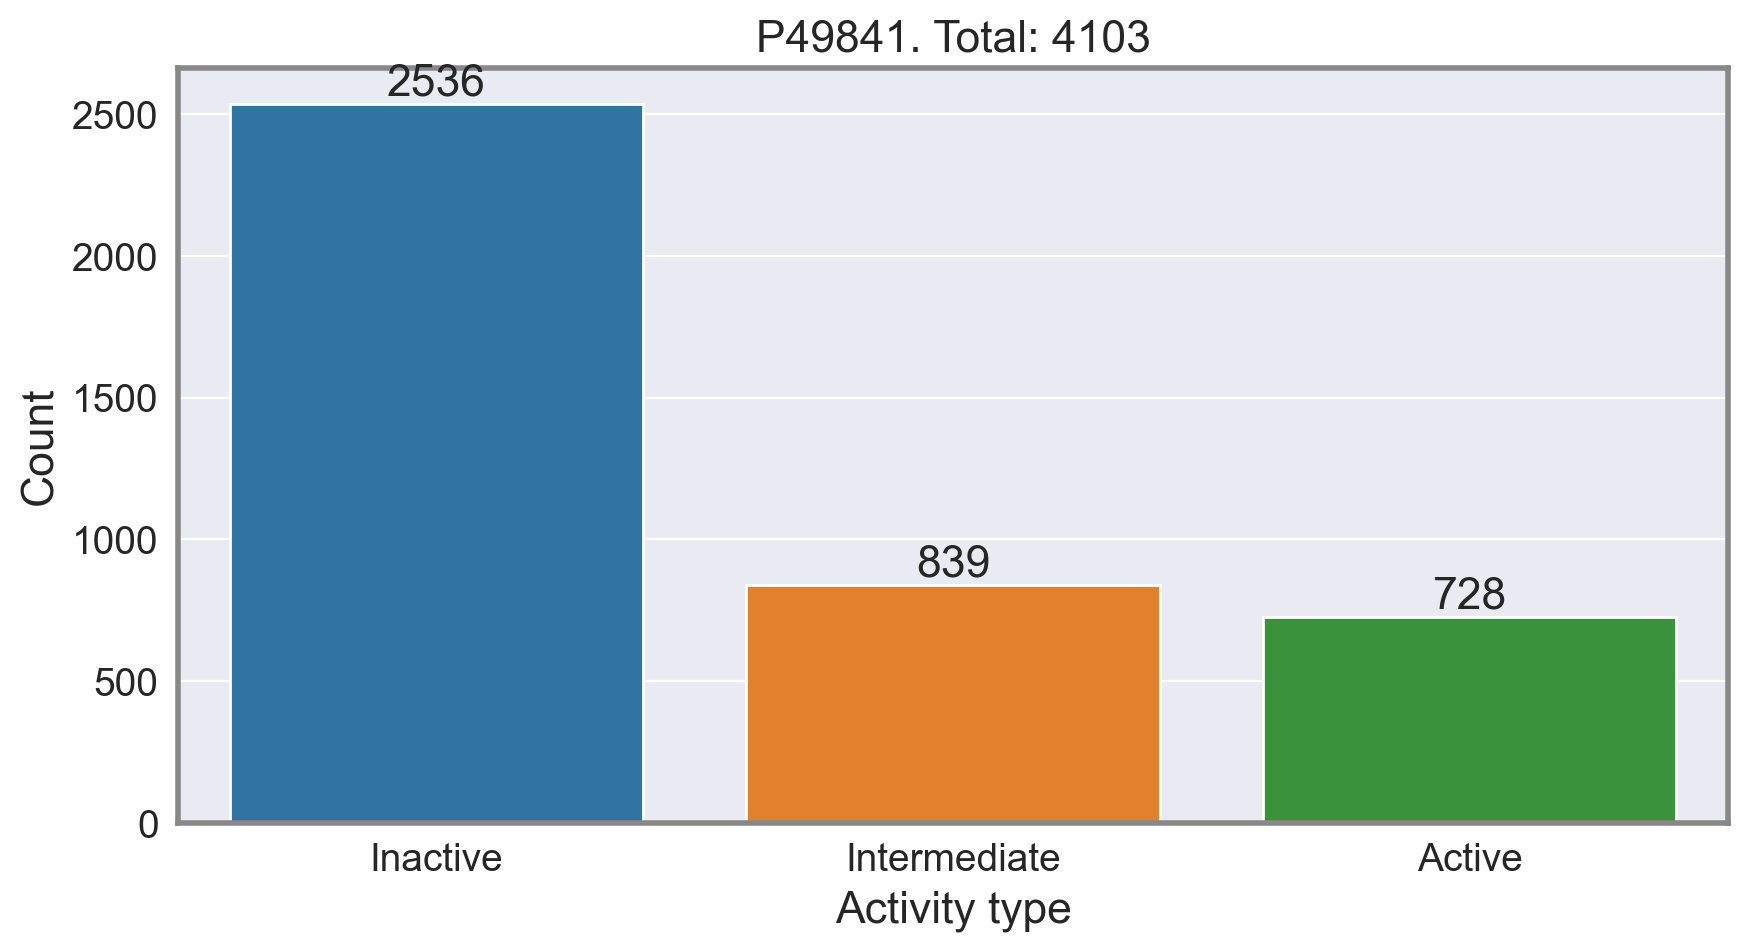 P49841. Total: 4103
2536
2500
2000
1500
1000
839
728
500
0
Count
Inactive
Intermediate
Active
Activity type